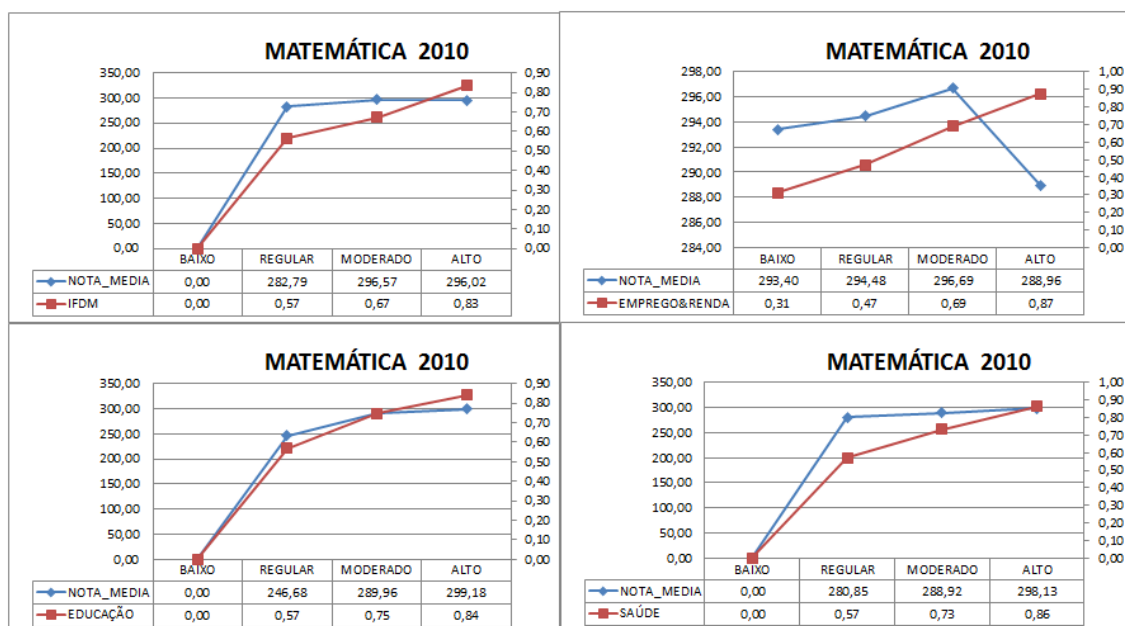 MATEMÁTICA 2010
350,00 0,90
300,00 0,80
250,00 0,70
200,00 0,60
150,00 0,50
100,00 0,40
50,00 0,30
0,00 0,20
0,10
0,00
BAIXO REGULAR MODERADO ALTO
NOTA_MEDIA 0,00 282,79 296,57 296,02
IFDM 0,00 0,57 0,67 0,83
MATEMÁTICA 2010
298,00 1,00
296,00 0,90
294,00 0,80
292,00 0,70
290,00 0,60
288,00 0,50
286,00 0,40
284,00 0,30
0,20
0,10
0,00
BAIXO REGULAR MODERADO ALTO
NOTA_MEDIA 293,40 294,48 296,69 288,96
EMPREGO&RENDA 0,31 0,47 0,69 0,87
MATEMÁTICA 2010
350,00 0,90
300,00 0,80
250,00 0,70
200,00 0,60
150,00 0,50
100,00 0,40
50,00 0,30
0,00 0,20
0,10
0,00
BAIXO REGULAR MODERADO ALTO
NOTA_MEDIA 0,00 246,68 289,96 299,18
EDUCAÇÃO 0,00 0,57 0,75 0,84
MATEMÁTICA 2010
350,00 1,00
300,00 0,90
250,00 0,80
200,00 0,70
150,00 0,60
100,00 0,50
50,00 0,40
0,00 0,30
0,20
0,10
0,00
BAIXO REGULAR MODERADO ALTO
NOTA_MEDIA 0,00 280,85 288,92 298,13
SAÚDE 0,00 0,57 0,73 0,86